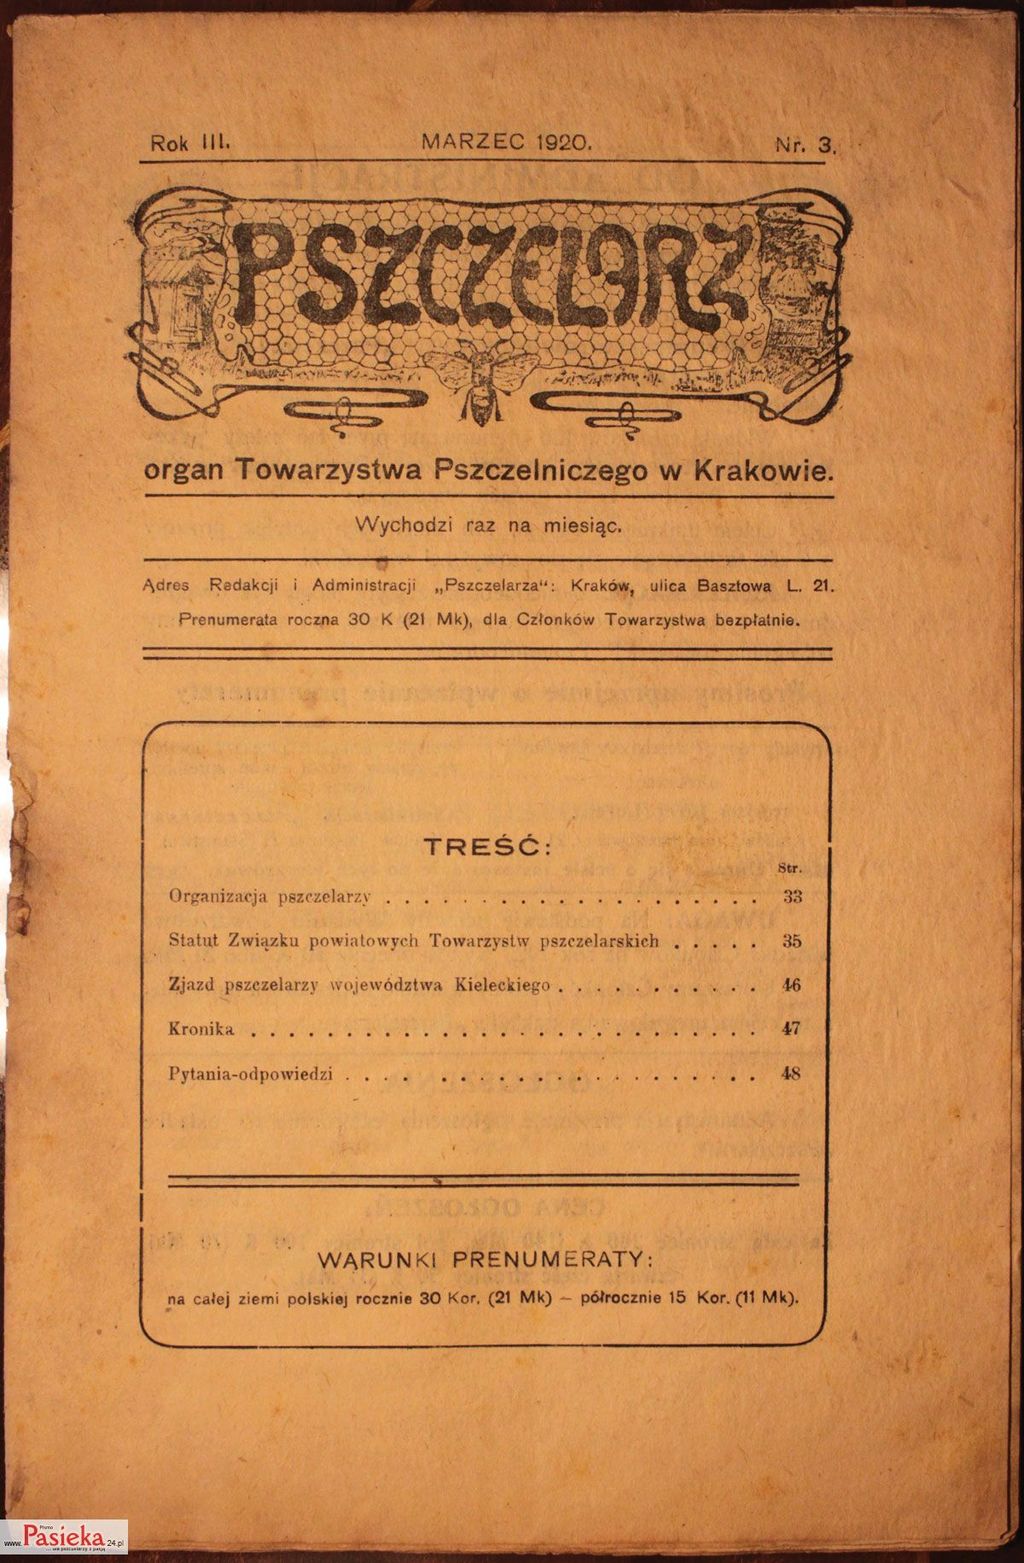 Rok III. MARZEC 1920. Nr. 3.
PSZCZELARZ
organ Towarzystwa Pszczelniczego w Krakowie.
Wychodzi raz na miesiąc.
Adres Redakcji i Administracji „Pszczelarza“: Kraków, ulica Basztowa L. 21.
Prenumerata roczna 30 K (21 Mk), dla Członków Towarzystwa bezpłatnie.
TREŚĆ:
Str.
Organizacja pszczelarzy . . . . . . . . . . . . . . . . . . . . 33
Statut Związku powiatowych Towarzystw pszczelarskich . . . . . 35
Zjazd pszczelarzy województwa Kieleckiego . . . . . . . . . . . 46
Kronika . . . . . . . . . . . . . . . . . . . . . . . . . . . 47
Pytania-odpowiedzi . . . . . . . . . . . . . . . . . . . . . 48
WARUNKI PRENUMERATY:
na całej ziemi polskiej rocznie 30 Kor. (21 Mk) — półrocznie 15 Kor. (11 Mk).
www.Pasieka24.pl